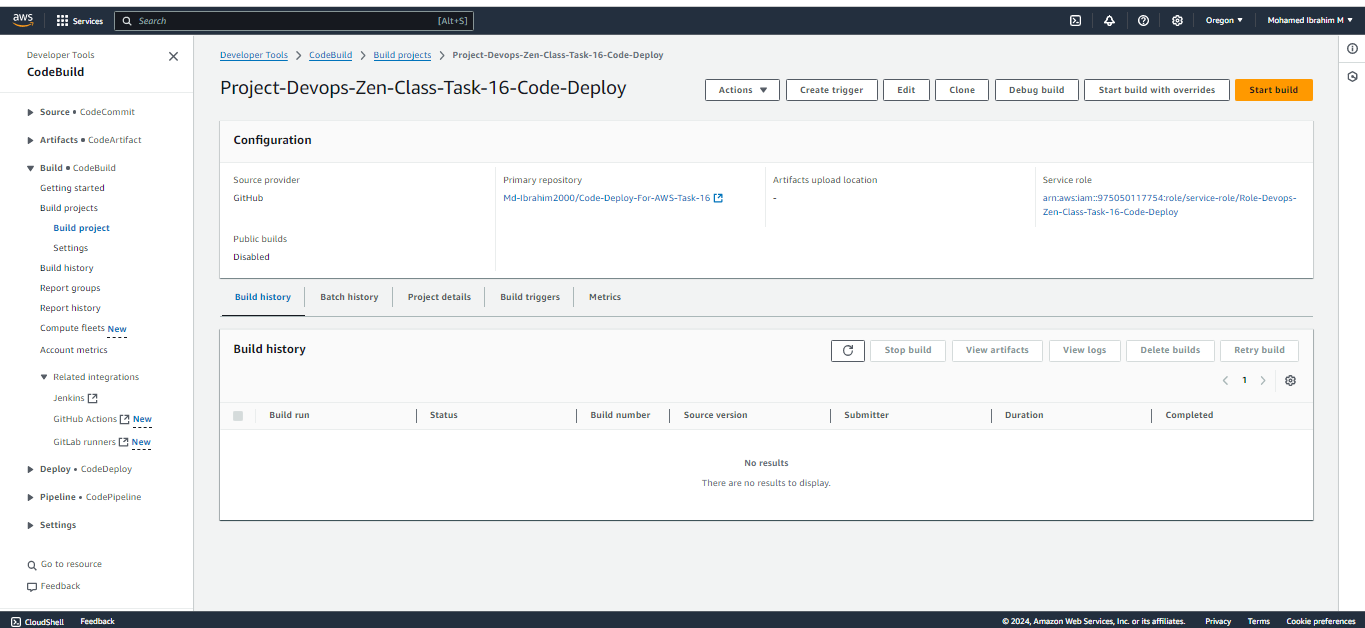 aws Services Search [Alt+S] Oregon Mohamed Ibrahim M
Developer Tools
CodeBuild
Source • CodeCommit
Artifacts • CodeArtifact
Build • CodeBuild
Getting started
Build projects
Build project
Settings
Build history
Report groups
Report history
Compute fleets New
Account metrics
Related integrations
Jenkins
GitHub Actions New
GitLab runners New
Deploy • CodeDeploy
Pipeline • CodePipeline
Settings
Go to resource
Feedback
Developer Tools > CodeBuild > Build projects > Project-Devops-Zen-Class-Task-16-Code-Deploy
Project-Devops-Zen-Class-Task-16-Code-Deploy
Actions Create trigger Edit Clone Debug build Start build with overrides Start build
Configuration
Source provider
GitHub
Primary repository
Md-Ibrahim2000/Code-Deploy-For-AWS-Task-16
Artifacts upload location
-
Service role
arn:aws:iam::975050117754:role/service-role/Role-Devops-
Zen-Class-Task-16-Code-Deploy
Public builds
Disabled
Build history Batch history Project details Build triggers Metrics
Build history
Stop build View artifacts View logs Delete builds Retry build
< 1 >
Build run Status Build number Source version Submitter Duration Completed
No results
There are no results to display.
CloudShell Feedback © 2024, Amazon Web Services, Inc. or its affiliates. Privacy Terms Cookie preferences